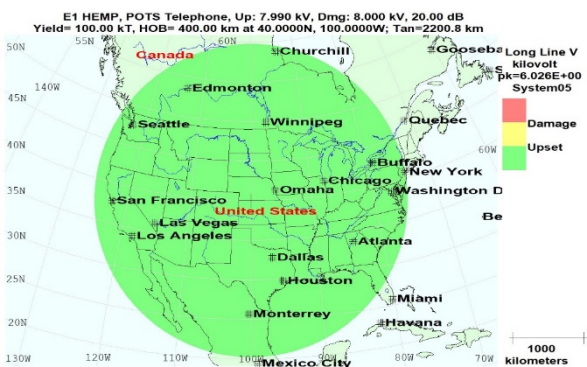 E1 HEMP, POTS Telephone, Up: 7.990 kV, Dmg: 8.000 kV, 20.00 dB
Yield= 100.00 kT, HOB= 400.00 km at 40.0000N, 100.0000W; Tan=2200.8 km
50N
55N
60N
Churchill
Gooseba
Long Line V
kilovolt
pk=6.026E+00
System05
Canada
140W
Edmonton
45N
Seattle
Winnipeg
Quebec
Damage
Upset
60W
40N
Buffalo
New York
Chicago
Omaha
Washington D
35N
San Francisco
United States
Be
Las Vegas
Los Angeles
Atlanta
30N
Dallas
Houston
25N
Miami
Monterrey
Havana
20N
1000
kilometers
130W
120W
110W
Mexico City
90W
80W
70W